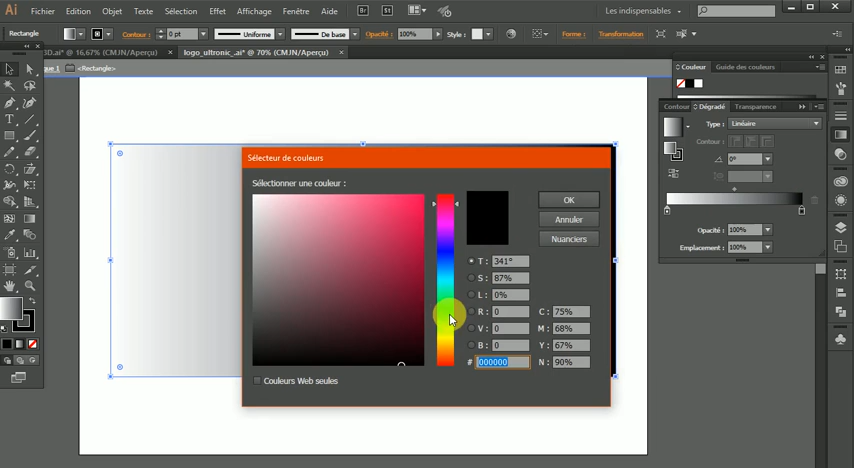 Ai Fichier Edition Objet Texte Sélection Effet Affichage Fenêtre Aide Br St Les indispensables
Rectangle Contour : 0 pt Uniforme De base Opacité : 100% Style : Forme : Transformation
3D.ai* @ 16,67% (CMJN/Aperçu) × logo_ultronic_.ai* @ 70% (CMJN/Aperçu) ×
que 1 <Rectangle>
Couleur Guide des couleurs
Contour Dégradé Transparence
Type : Linéaire
Contour :
0°
Opacité : 100%
Emplacement : 100%
Sélecteur de couleurs
Sélectionner une couleur :
OK
Annuler
Nuanciers
T : 341°
S : 87%
L : 0%
R : 0 C : 75%
V : 0 M : 68%
B : 0 Y : 67%
# 000000 N : 90%
Couleurs Web seules